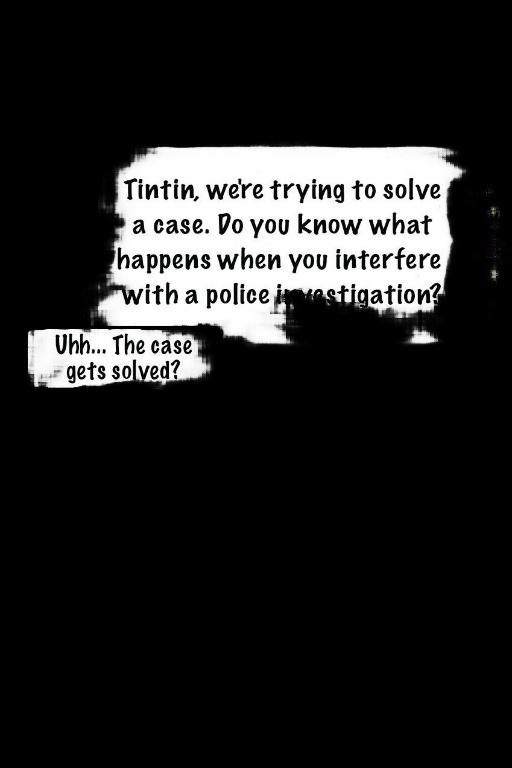 Tintin, we're trying to solve
a case. Do you know what
happens when you interfere
with a police investigation?
Uhh... The case
gets solved?